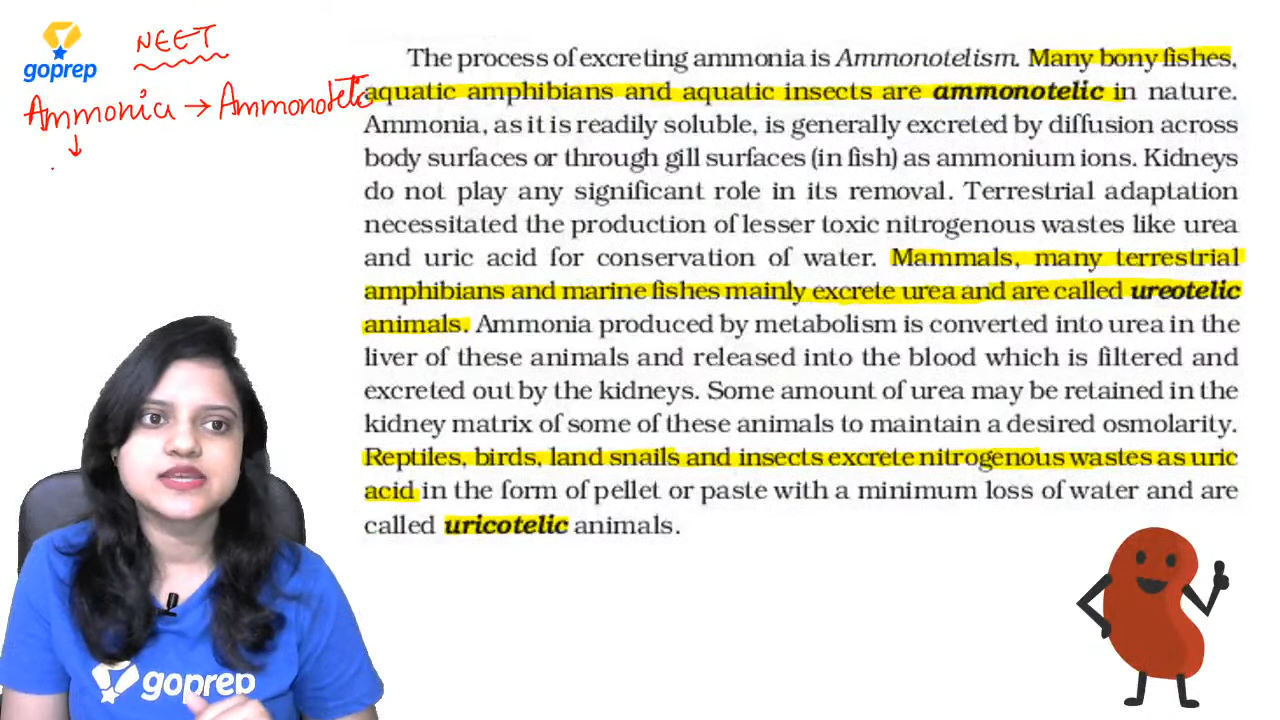 goprep
NEET
Ammonia → Ammonotelic
↓
The process of excreting ammonia is Ammonotelism. Many bony fishes,
aquatic amphibians and aquatic insects are ammonotelic in nature.
Ammonia, as it is readily soluble, is generally excreted by diffusion across
body surfaces or through gill surfaces (in fish) as ammonium ions. Kidneys
do not play any significant role in its removal. Terrestrial adaptation
necessitated the production of lesser toxic nitrogenous wastes like urea
and uric acid for conservation of water. Mammals, many terrestrial
amphibians and marine fishes mainly excrete urea and are called ureotelic
animals. Ammonia produced by metabolism is converted into urea in the
liver of these animals and released into the blood which is filtered and
excreted out by the kidneys. Some amount of urea may be retained in the
kidney matrix of some of these animals to maintain a desired osmolarity.
Reptiles, birds, land snails and insects excrete nitrogenous wastes as uric
acid in the form of pellet or paste with a minimum loss of water and are
called uricotelic animals.
goprep